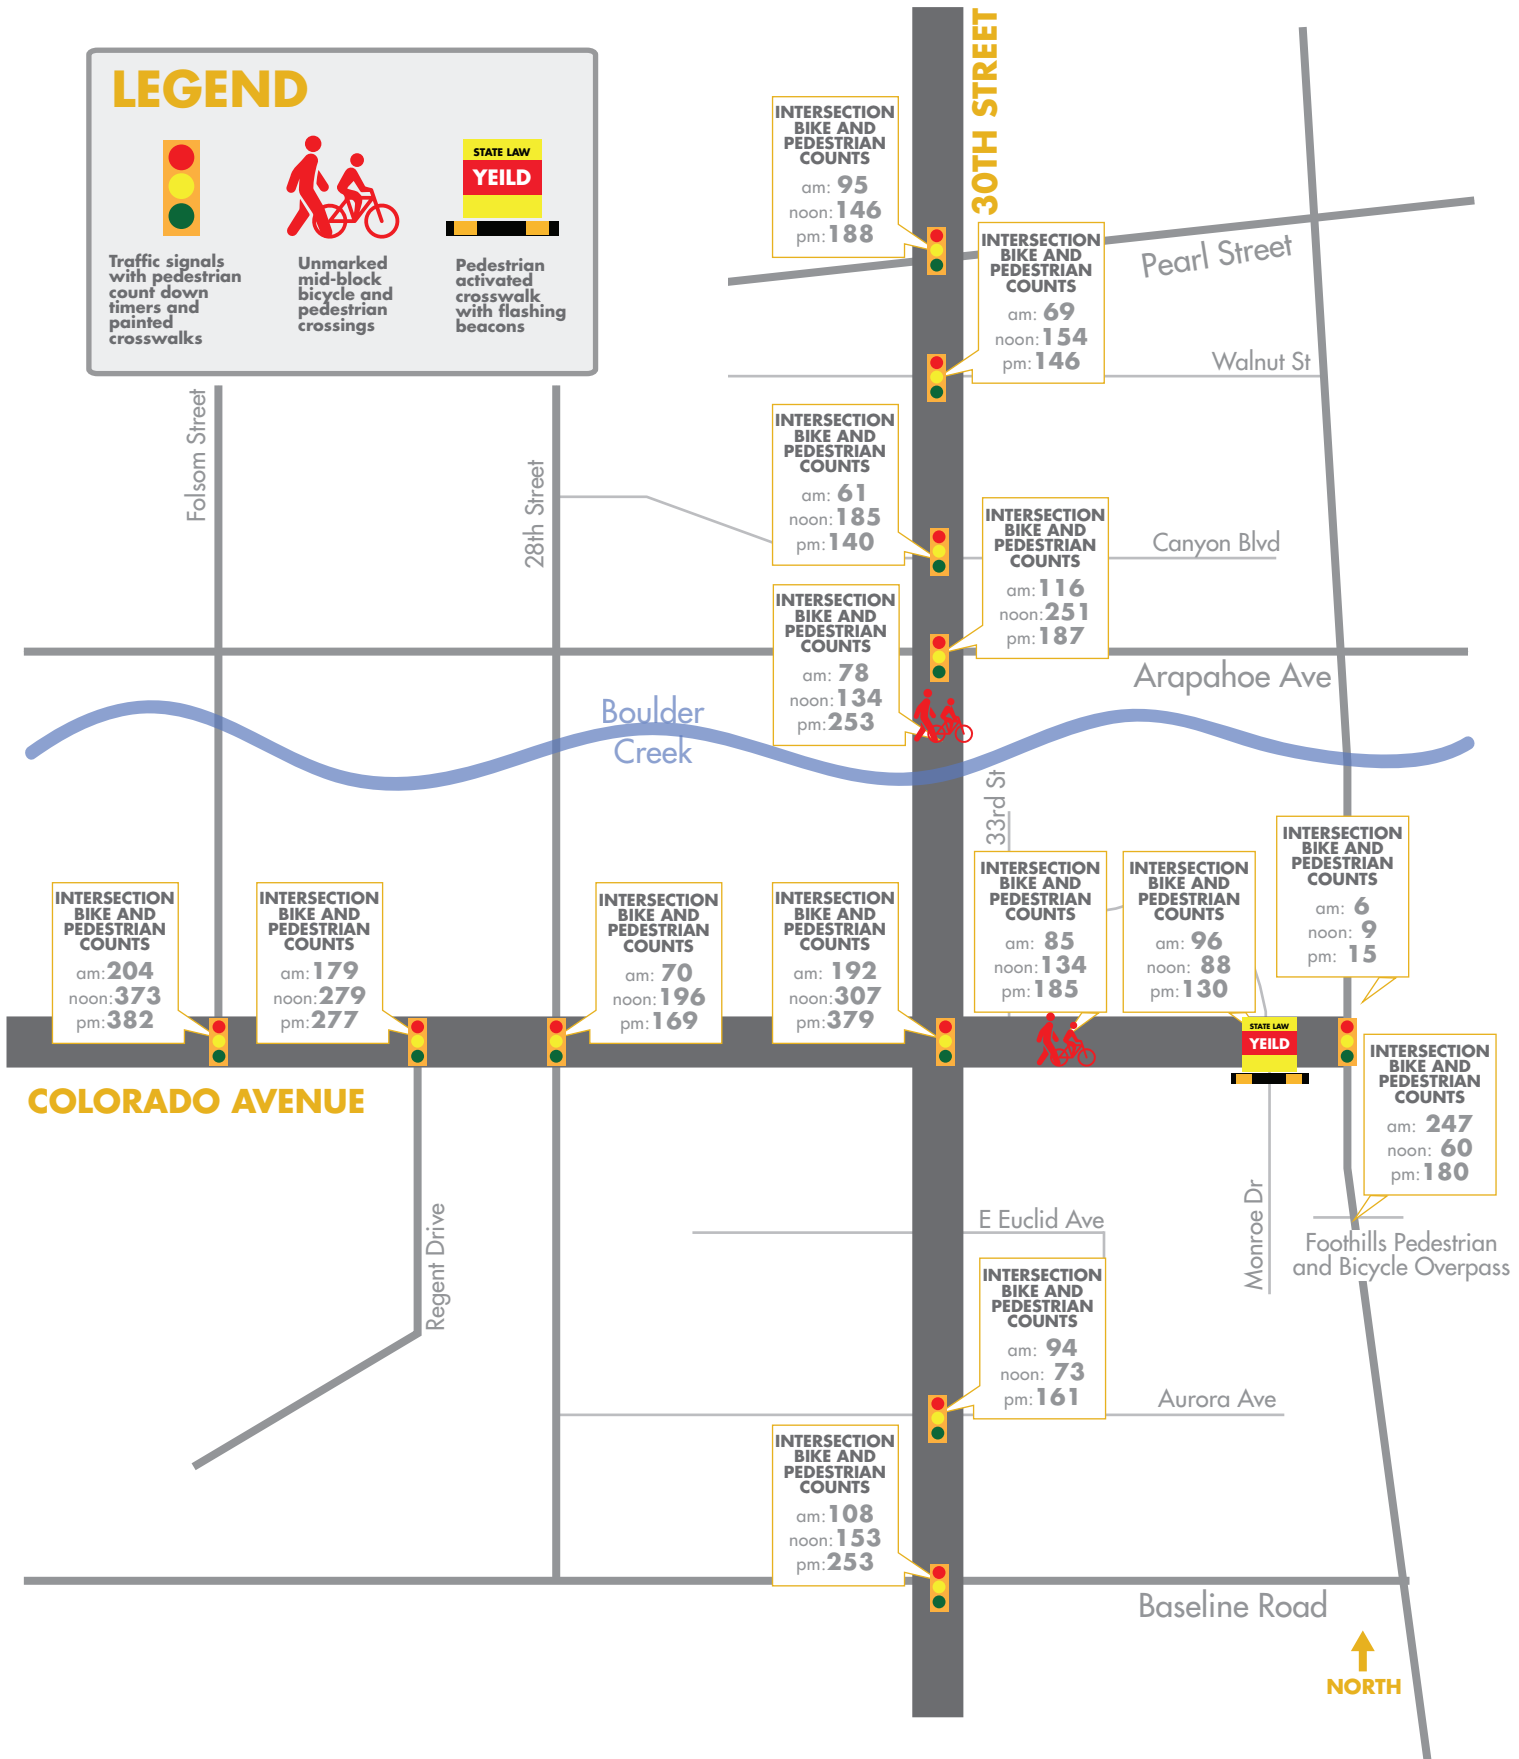 LEGEND
STATE LAW
YEILD
Traffic signals
with pedestrian
count down
timers and
painted
crosswalks
Unmarked
mid-block
bicycle and
pedestrian
crossings
Pedestrian
activated
crosswalk
with flashing
beacons
30TH STREET
INTERSECTION
BIKE AND
PEDESTRIAN
COUNTS
am: 95
noon: 146
pm: 188
Pearl Street
INTERSECTION
BIKE AND
PEDESTRIAN
COUNTS
am: 69
noon: 154
pm: 146
Walnut St
Folsom Street
28th Street
INTERSECTION
BIKE AND
PEDESTRIAN
COUNTS
am: 61
noon: 185
pm: 140
INTERSECTION
BIKE AND
PEDESTRIAN
COUNTS
am: 116
noon: 251
pm: 187
Canyon Blvd
INTERSECTION
BIKE AND
PEDESTRIAN
COUNTS
am: 78
noon: 134
pm: 253
Arapahoe Ave
Boulder
Creek
33rd St
INTERSECTION
BIKE AND
PEDESTRIAN
COUNTS
am: 204
noon: 373
pm: 382
INTERSECTION
BIKE AND
PEDESTRIAN
COUNTS
am: 179
noon: 279
pm: 277
INTERSECTION
BIKE AND
PEDESTRIAN
COUNTS
am: 70
noon: 196
pm: 169
INTERSECTION
BIKE AND
PEDESTRIAN
COUNTS
am: 192
noon: 307
pm: 379
INTERSECTION
BIKE AND
PEDESTRIAN
COUNTS
am: 85
noon: 134
pm: 185
INTERSECTION
BIKE AND
PEDESTRIAN
COUNTS
am: 96
noon: 88
pm: 130
INTERSECTION
BIKE AND
PEDESTRIAN
COUNTS
am: 6
noon: 9
pm: 15
STATE LAW
YEILD
COLORADO AVENUE
INTERSECTION
BIKE AND
PEDESTRIAN
COUNTS
am: 247
noon: 60
pm: 180
Regent Drive
E Euclid Ave
Monroe Dr
Foothills Pedestrian
and Bicycle Overpass
INTERSECTION
BIKE AND
PEDESTRIAN
COUNTS
am: 94
noon: 73
pm: 161
Aurora Ave
INTERSECTION
BIKE AND
PEDESTRIAN
COUNTS
am: 108
noon: 153
pm: 253
Baseline Road
NORTH